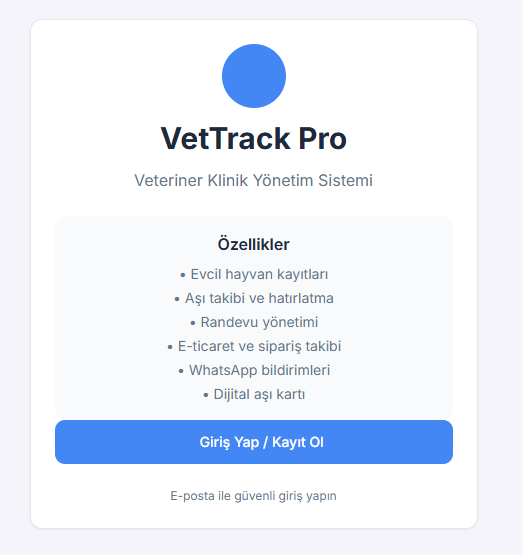 VetTrack Pro
Veteriner Klinik Yönetim Sistemi
Özellikler
• Evcil hayvan kayıtları
• Aşı takibi ve hatırlatma
• Randevu yönetimi
• E-ticaret ve sipariş takibi
• WhatsApp bildirimleri
• Dijital aşı kartı
Giriş Yap / Kayıt Ol
E-posta ile güvenli giriş yapın